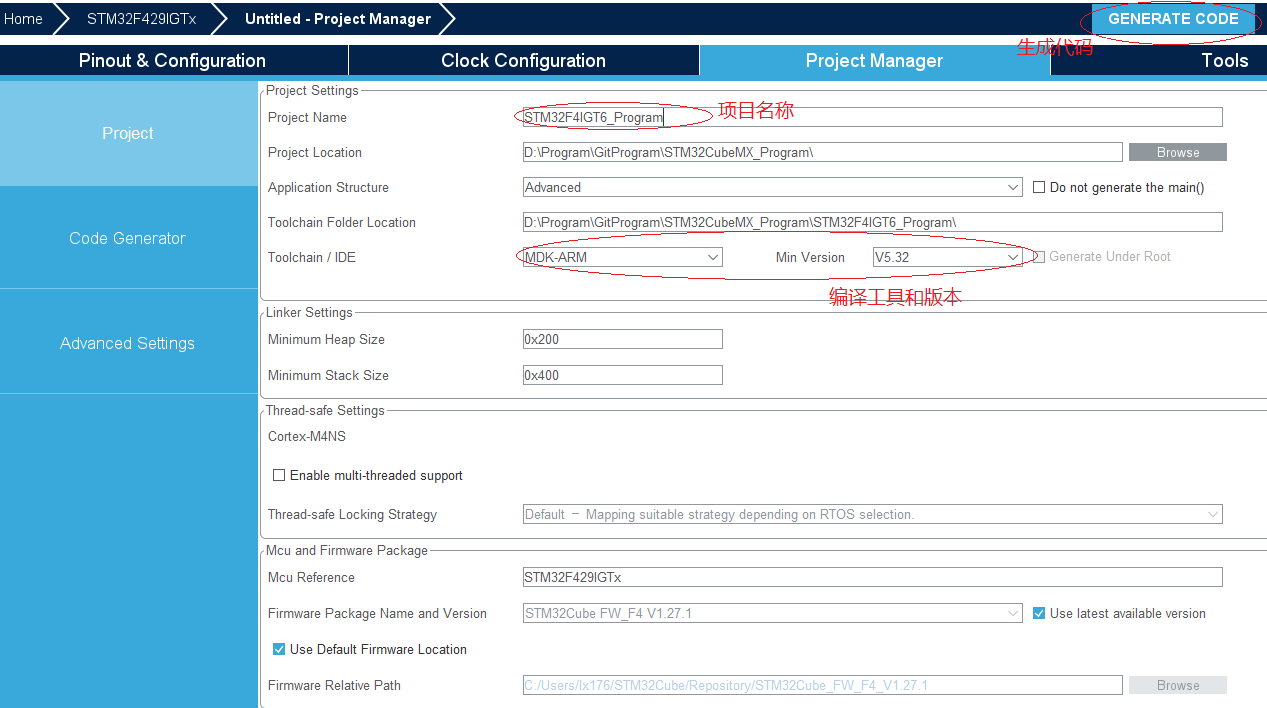 Home STM32F429IGTx Untitled - Project Manager GENERATE CODE
生成代码
Pinout & Configuration Clock Configuration Project Manager Tools
Project
Code Generator
Advanced Settings
Project Settings
Project Name STM32F4IGT6_Program 项目名称
Project Location D:\Program\GitProgram\STM32CubeMX_Program\ Browse
Application Structure Advanced Do not generate the main()
Toolchain Folder Location D:\Program\GitProgram\STM32CubeMX_Program\STM32F4IGT6_Program\
Toolchain / IDE MDK-ARM Min Version V5.32 Generate Under Root
编译工具和版本
Linker Settings
Minimum Heap Size 0x200
Minimum Stack Size 0x400
Thread-safe Settings
Cortex-M4NS
Enable multi-threaded support
Thread-safe Locking Strategy Default － Mapping suitable strategy depending on RTOS selection.
Mcu and Firmware Package
Mcu Reference STM32F429IGTx
Firmware Package Name and Version STM32Cube FW_F4 V1.27.1 Use latest available version
Use Default Firmware Location
Firmware Relative Path C:/Users/lx176/STM32Cube/Repository/STM32Cube_FW_F4_V1.27.1 Browse